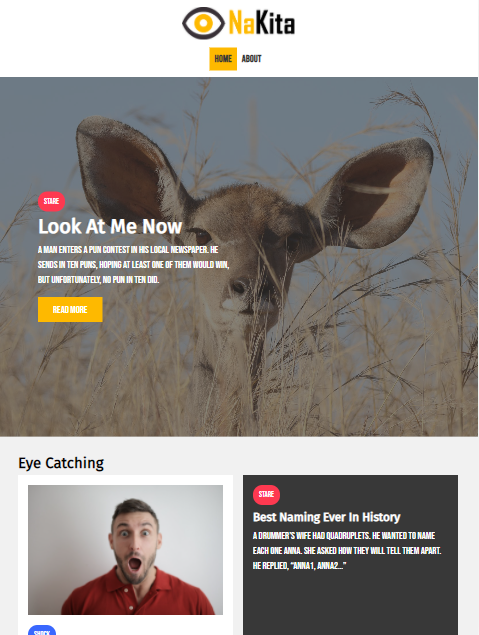 NaKita
HOME ABOUT
STARE
Look At Me Now
A MAN ENTERS A PUN CONTEST IN HIS LOCAL NEWSPAPER. HE
SENDS IN TEN PUNS, HOPING AT LEAST ONE OF THEM WOULD WIN,
BUT UNFORTUNATELY, NO PUN IN TEN DID.
READ MORE
Eye Catching
SHOCK
STARE
Best Naming Ever In History
A DRUMMER'S WIFE HAD QUADRUPLETS. HE WANTED TO NAME
EACH ONE ANNA. SHE ASKED HOW THEY WILL TELL THEM APART.
HE REPLIED, "ANNA1, ANNA2..."